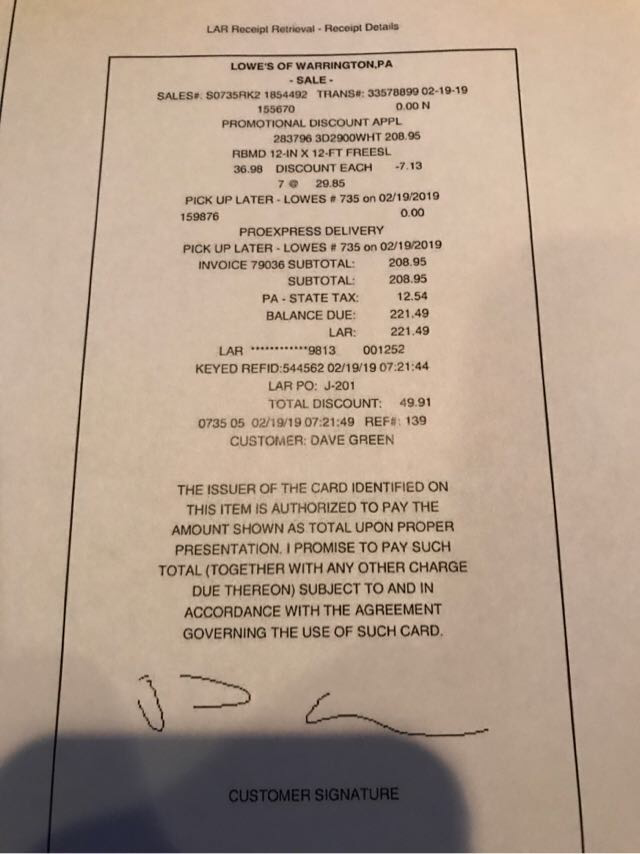 LAR Receipt Retrieval - Receipt Details
LOWE'S OF WARRINGTON,PA
- SALE -
SALES#: S0735RK2 1854492 TRANS#: 33578899 02-19-19
155670 0.00 N
PROMOTIONAL DISCOUNT APPL
283796 3D2900WHT 208.95
RBMD 12-IN X 12-FT FREESL
36.98 DISCOUNT EACH -7.13
7 @ 29.85
PICK UP LATER - LOWES # 735 on 02/19/2019
159876 0.00
PROEXPRESS DELIVERY
PICK UP LATER - LOWES # 735 on 02/19/2019
INVOICE 79036 SUBTOTAL: 208.95
SUBTOTAL: 208.95
PA - STATE TAX: 12.54
BALANCE DUE: 221.49
LAR: 221.49
LAR ************9813 001252
KEYED REFID:544562 02/19/19 07:21:44
LAR PO: J-201
TOTAL DISCOUNT: 49.91
0735 05 02/19/19 07:21:49 REF#: 139
CUSTOMER: DAVE GREEN
THE ISSUER OF THE CARD IDENTIFIED ON
THIS ITEM IS AUTHORIZED TO PAY THE
AMOUNT SHOWN AS TOTAL UPON PROPER
PRESENTATION. I PROMISE TO PAY SUCH
TOTAL (TOGETHER WITH ANY OTHER CHARGE
DUE THEREON) SUBJECT TO AND IN
ACCORDANCE WITH THE AGREEMENT
GOVERNING THE USE OF SUCH CARD.
CUSTOMER SIGNATURE